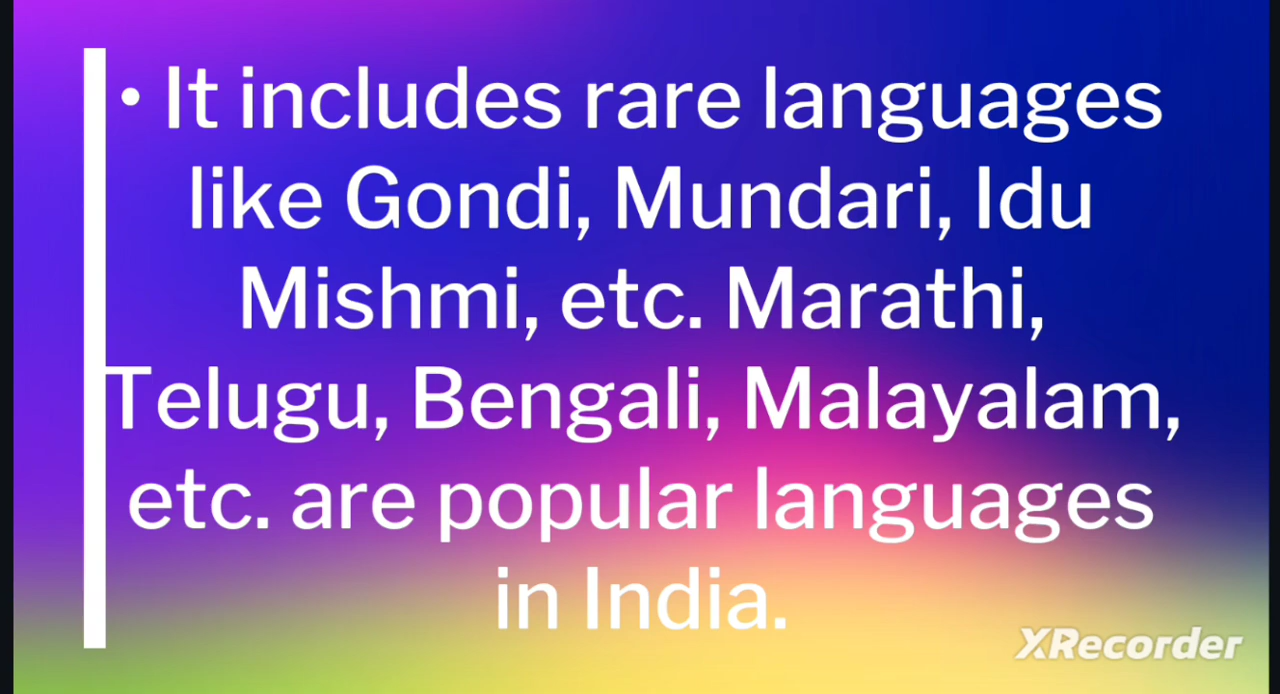 • It includes rare languages
like Gondi, Mundari, Idu
Mishmi, etc. Marathi,
Telugu, Bengali, Malayalam,
etc. are popular languages
in India.
XRecorder